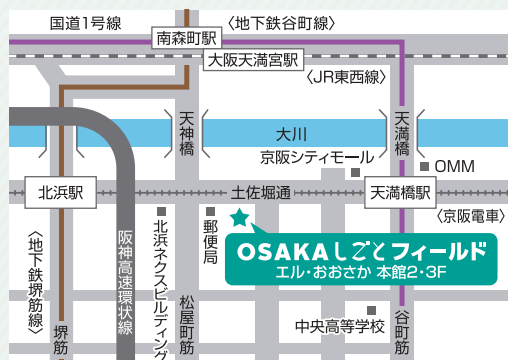 国道1号線
〈地下鉄谷町線〉
南森町駅
大阪天満宮駅
〈JR東西線〉
天神橋
天満橋
大川
京阪シティモール
OMM
北浜駅
土佐堀通
天満橋駅
〈京阪電車〉
〈地下鉄堺筋線〉
阪神高速環状線
北浜ネクスビルディング
郵便局
OSAKAしごとフィールド
エル・おおさか 本館2・3F
堺筋
松屋町筋
中央高等学校
谷町筋